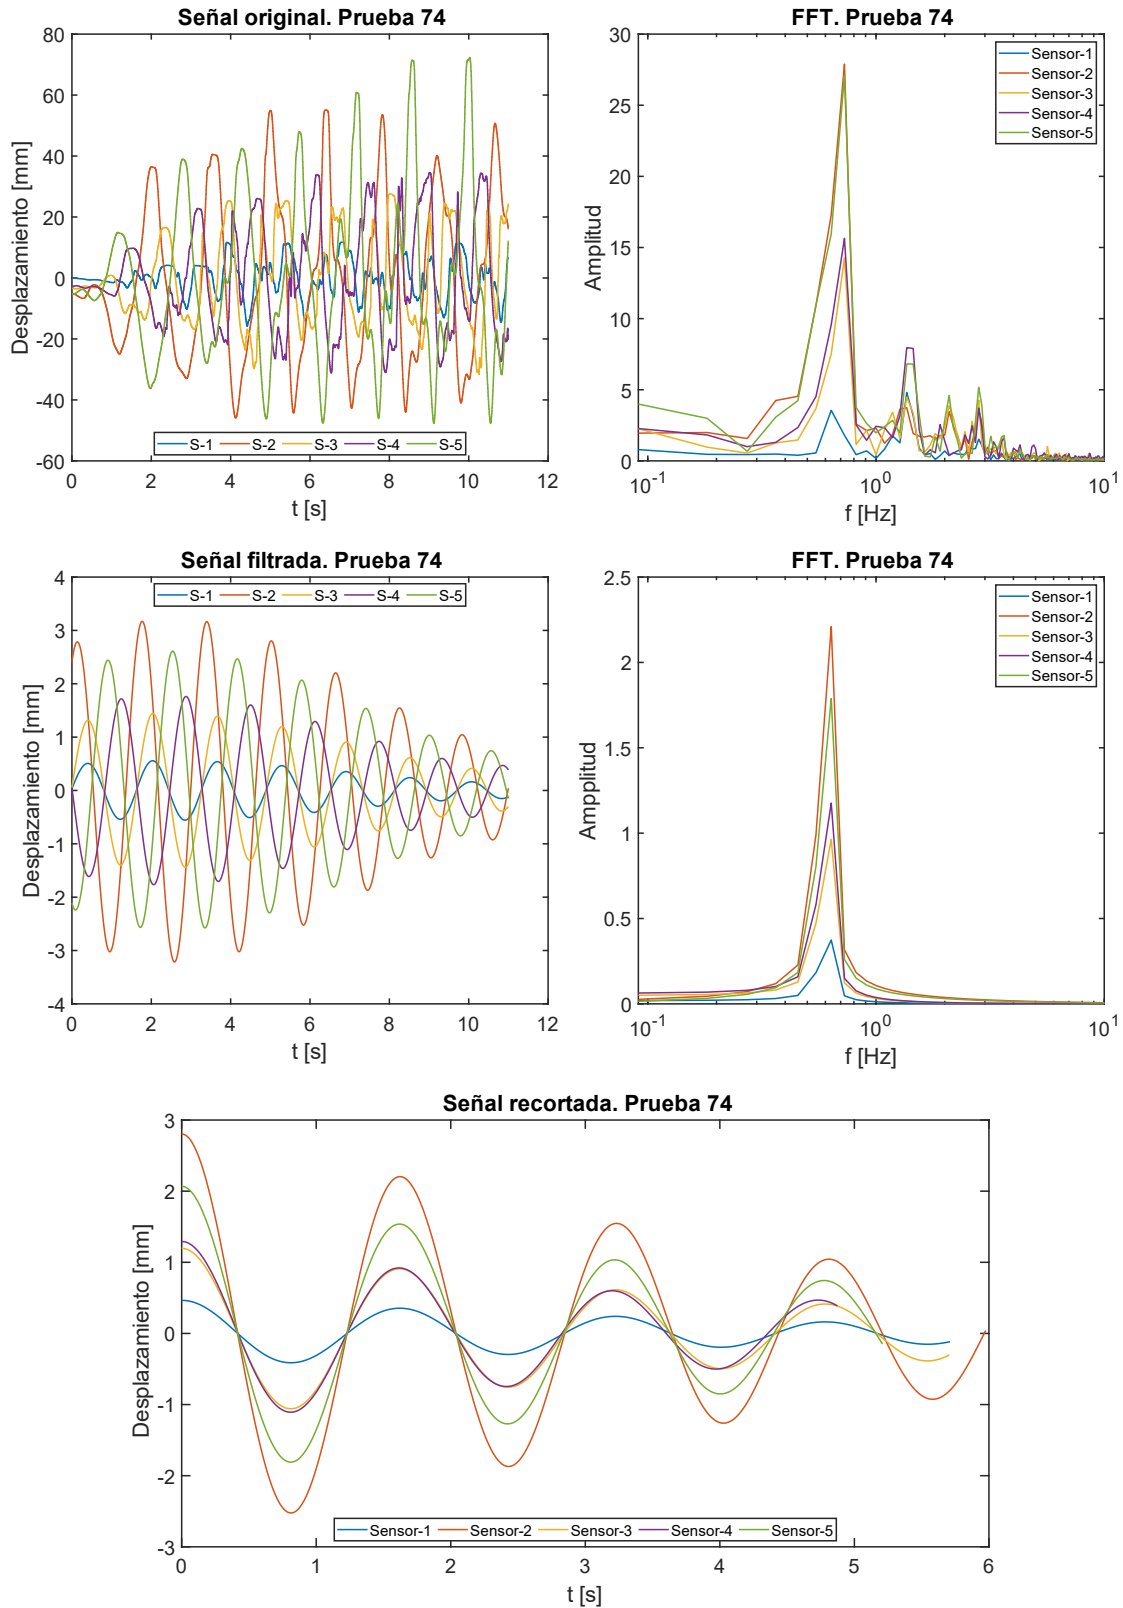 Señal original. Prueba 74
80
60
40
20
0
-20
-40
-60
Desplazamiento [mm]
S-1 S-2 S-3 S-4 S-5
0 2 4 6 8 10 12
t [s]
FFT. Prueba 74
30
25
20
15
10
5
0
Amplitud
Sensor-1
Sensor-2
Sensor-3
Sensor-4
Sensor-5
10^-1 10^0 10^1
f [Hz]
Señal filtrada. Prueba 74
4
3
2
1
0
-1
-2
-3
-4
Desplazamiento [mm]
S-1 S-2 S-3 S-4 S-5
0 2 4 6 8 10 12
t [s]
FFT. Prueba 74
2.5
2
1.5
1
0.5
0
Ampplitud
Sensor-1
Sensor-2
Sensor-3
Sensor-4
Sensor-5
10^-1 10^0 10^1
f [Hz]
Señal recortada. Prueba 74
3
2
1
0
-1
-2
-3
Desplazamiento [mm]
Sensor-1 Sensor-2 Sensor-3 Sensor-4 Sensor-5
0 1 2 3 4 5 6
t [s]